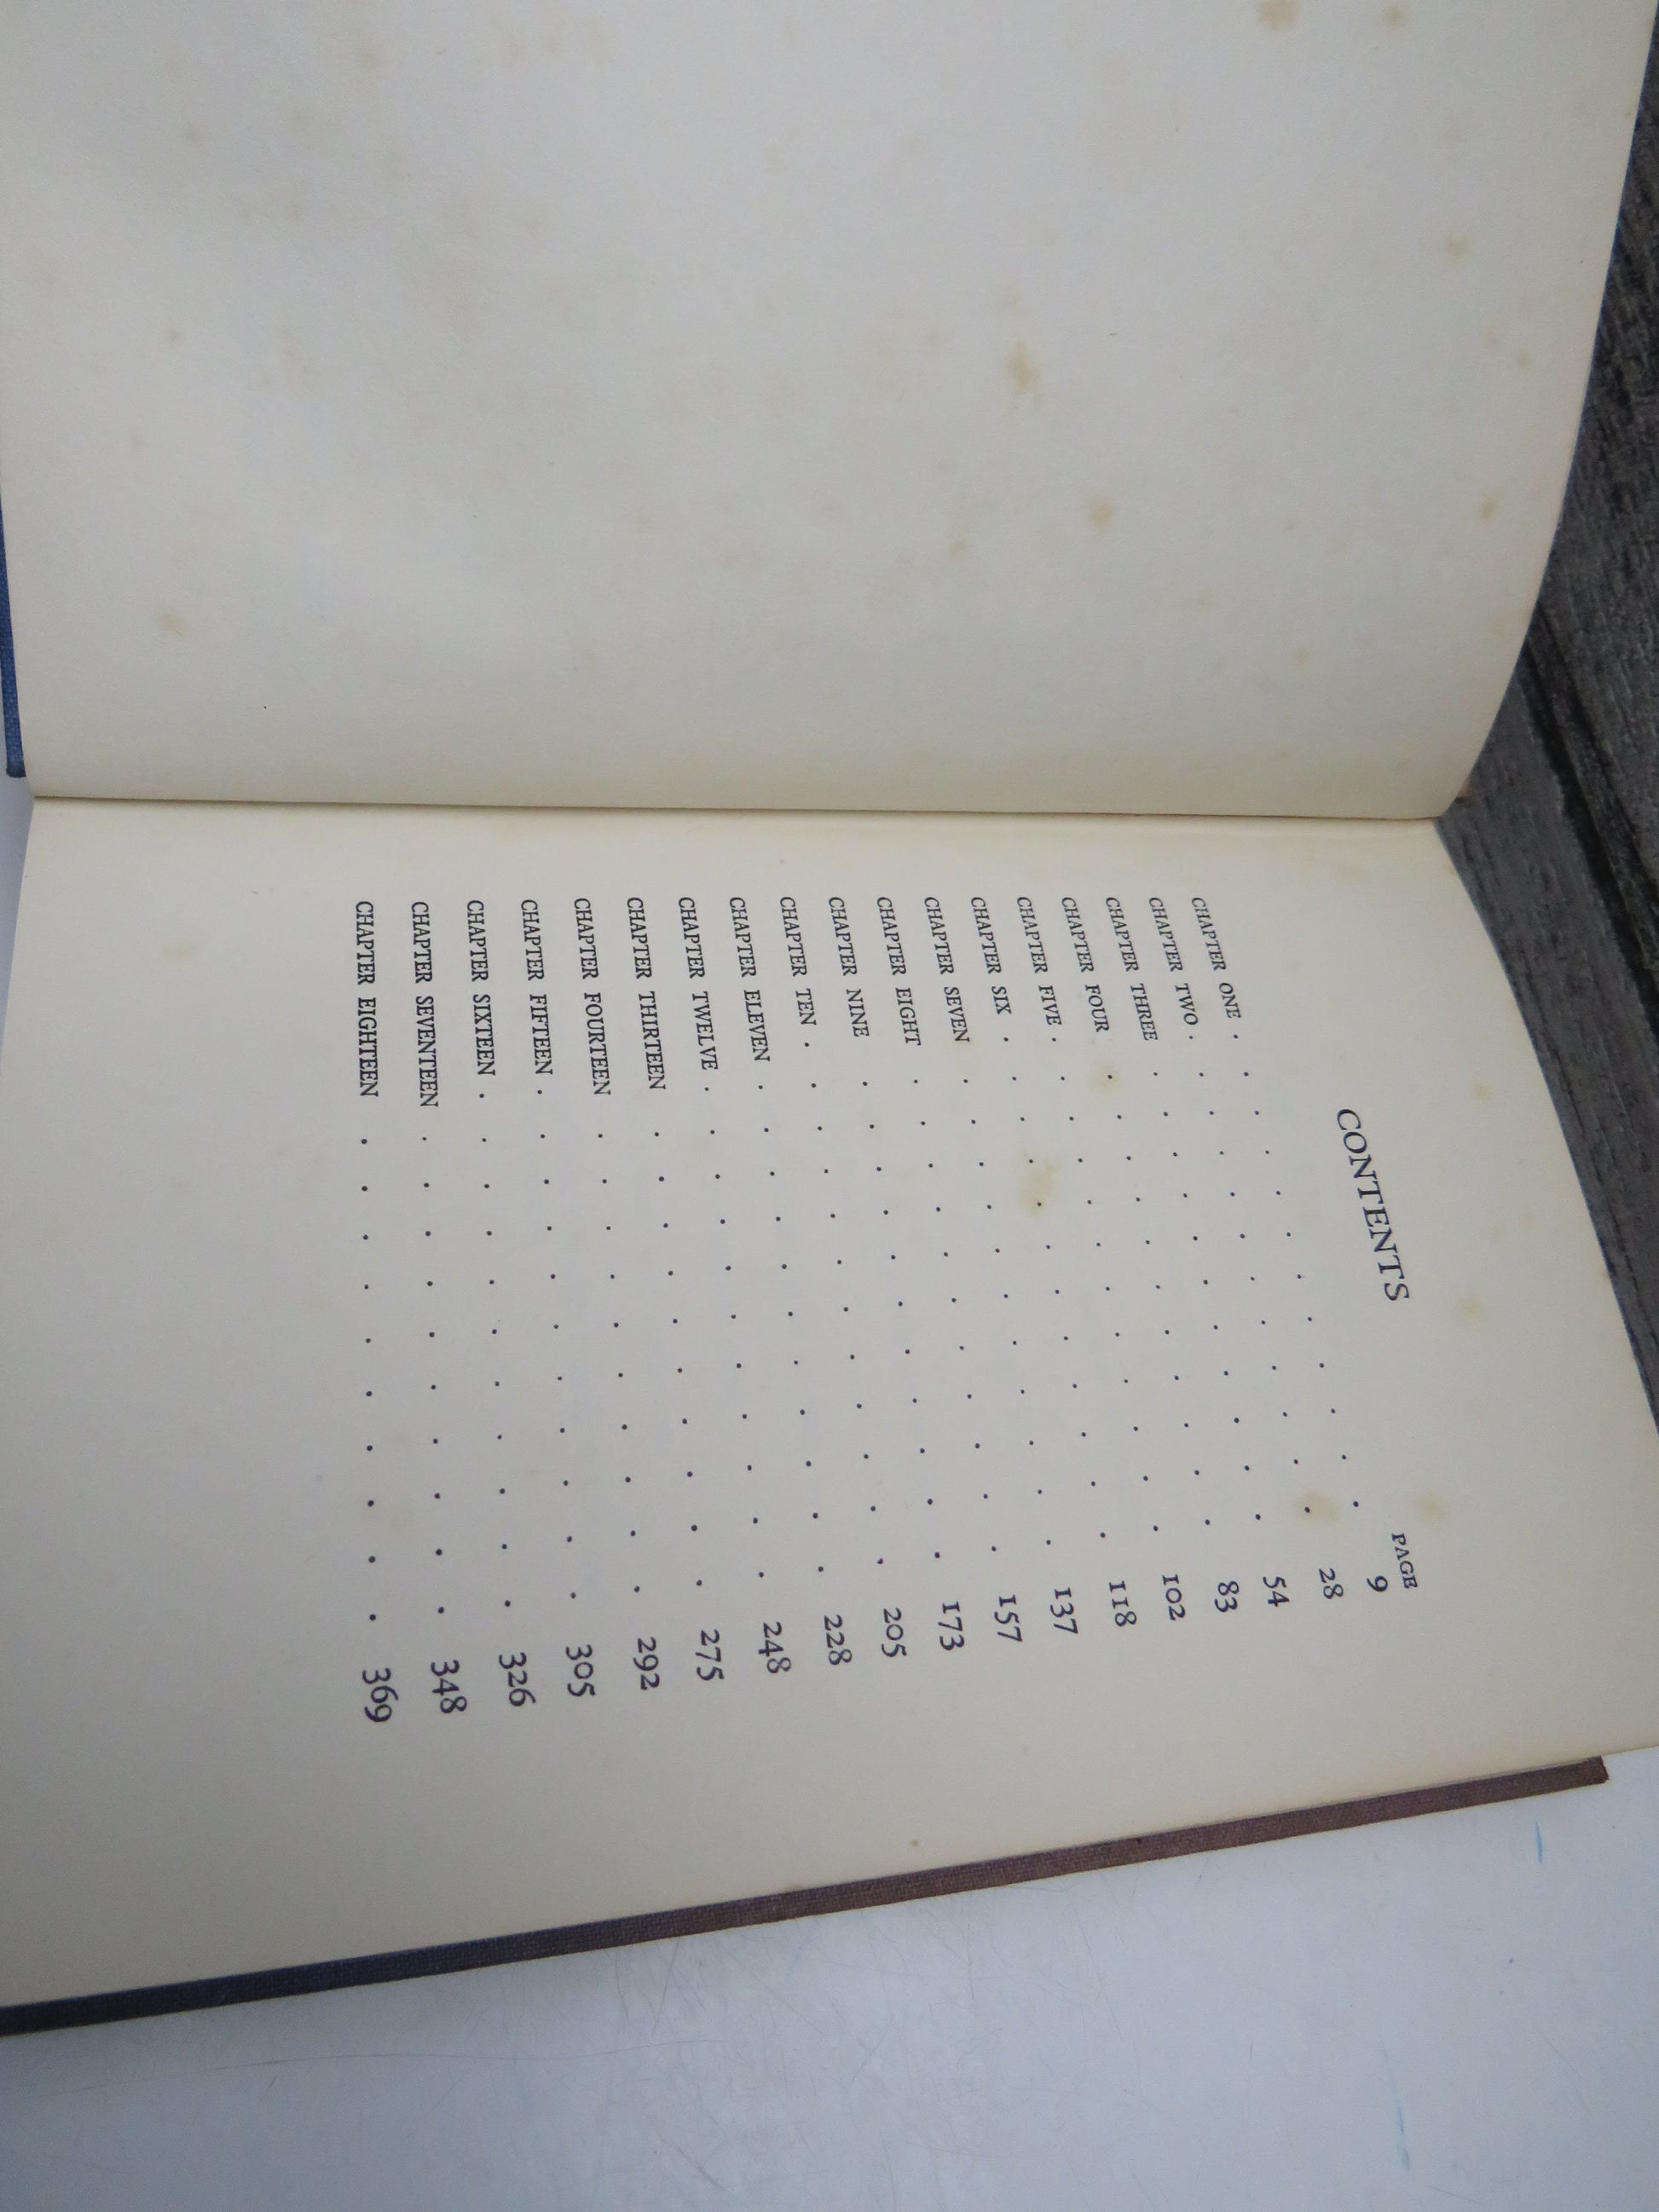 CONTENTS
PAGE
CHAPTER ONE . . . . . . . . . . . . . 9
CHAPTER TWO . . . . . . . . . . . . . 28
CHAPTER THREE . . . . . . . . . . . . 54
CHAPTER FOUR . . . . . . . . . . . . 83
CHAPTER FIVE . . . . . . . . . . . . . 102
CHAPTER SIX . . . . . . . . . . . . . 118
CHAPTER SEVEN . . . . . . . . . . . . 137
CHAPTER EIGHT . . . . . . . . . . . . 157
CHAPTER NINE . . . . . . . . . . . . 173
CHAPTER TEN . . . . . . . . . . . . . 205
CHAPTER ELEVEN . . . . . . . . . . . . 228
CHAPTER TWELVE . . . . . . . . . . . . 248
CHAPTER THIRTEEN . . . . . . . . . . . 275
CHAPTER FOURTEEN . . . . . . . . . . . 292
CHAPTER FIFTEEN . . . . . . . . . . . . 305
CHAPTER SIXTEEN . . . . . . . . . . . . 326
CHAPTER SEVENTEEN . . . . . . . . . . . 348
CHAPTER EIGHTEEN . . . . . . . . . . . 369